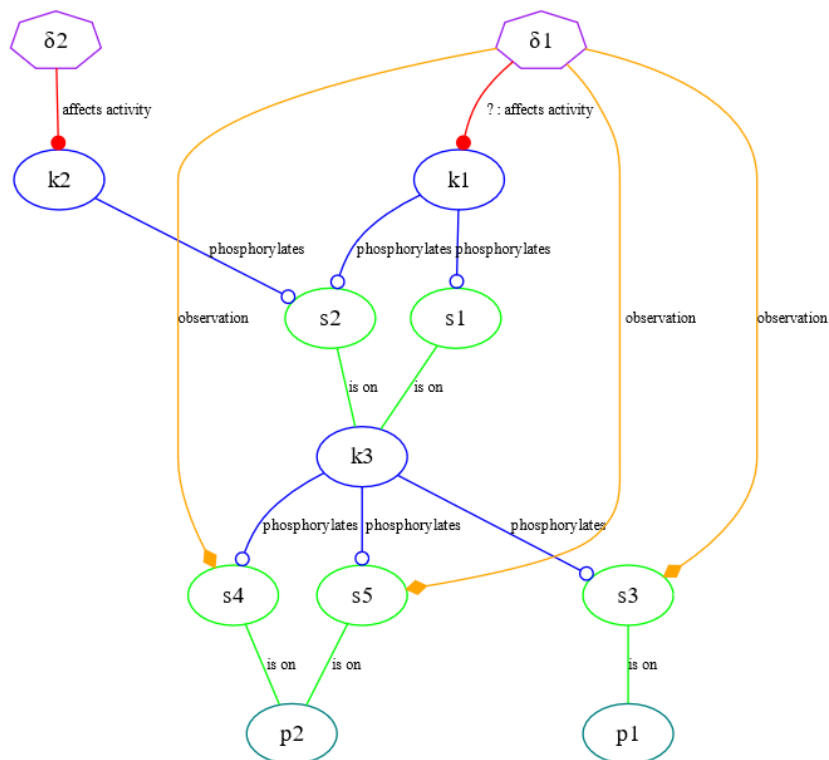 δ2
δ1
affects activity
? : affects activity
k2
k1
phosphorylates
phosphorylates
phosphorylates
observation
s2
s1
observation
observation
is on
is on
k3
phosphorylates
phosphorylates
phosphorylates
s4
s5
s3
is on
is on
is on
p2
p1